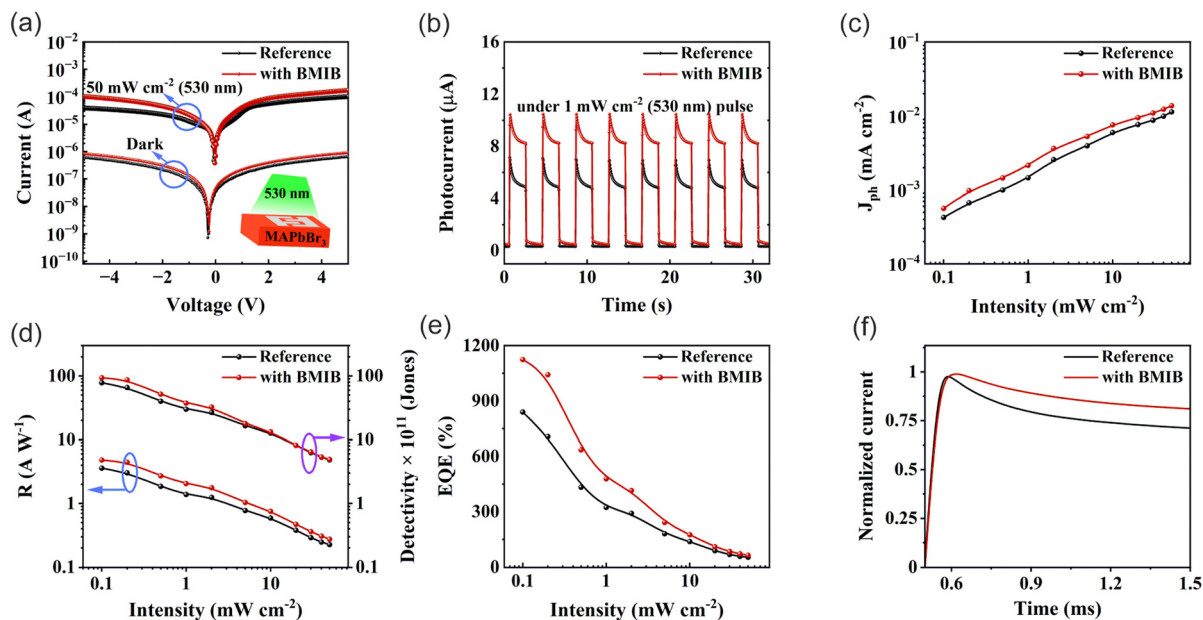 (a)
10⁻²
10⁻³
10⁻⁴
10⁻⁵
10⁻⁶
10⁻⁷
10⁻⁸
10⁻⁹
10⁻¹⁰
Current (A)
Reference
with BMIB
50 mW cm⁻² (530 nm)
Dark
530 nm
MAPbBr₃
−4 −2 0 2 4
Voltage (V)
(b)
16
12
8
4
0
Photocurrent (μA)
Reference
with BMIB
under 1 mW cm⁻² (530 nm) pulse
0 10 20 30
Time (s)
(c)
10⁻¹
10⁻²
10⁻³
10⁻⁴
Jₚₕ (mA cm⁻²)
Reference
with BMIB
0.1 1 10
Intensity (mW cm⁻²)
(d)
100
10
1
0.1
R (A W⁻¹)
Reference
with BMIB
100
10
1
0.1
Detectivity × 10¹¹ (Jones)
0.1 1 10
Intensity (mW cm⁻²)
(e)
1200
900
600
300
0
EQE (%)
Reference
with BMIB
0.1 1 10
Intensity (mW cm⁻²)
(f)
1
0.75
0.5
0.25
0
Normalized current
Reference
with BMIB
0.6 0.9 1.2 1.5
Time (ms)